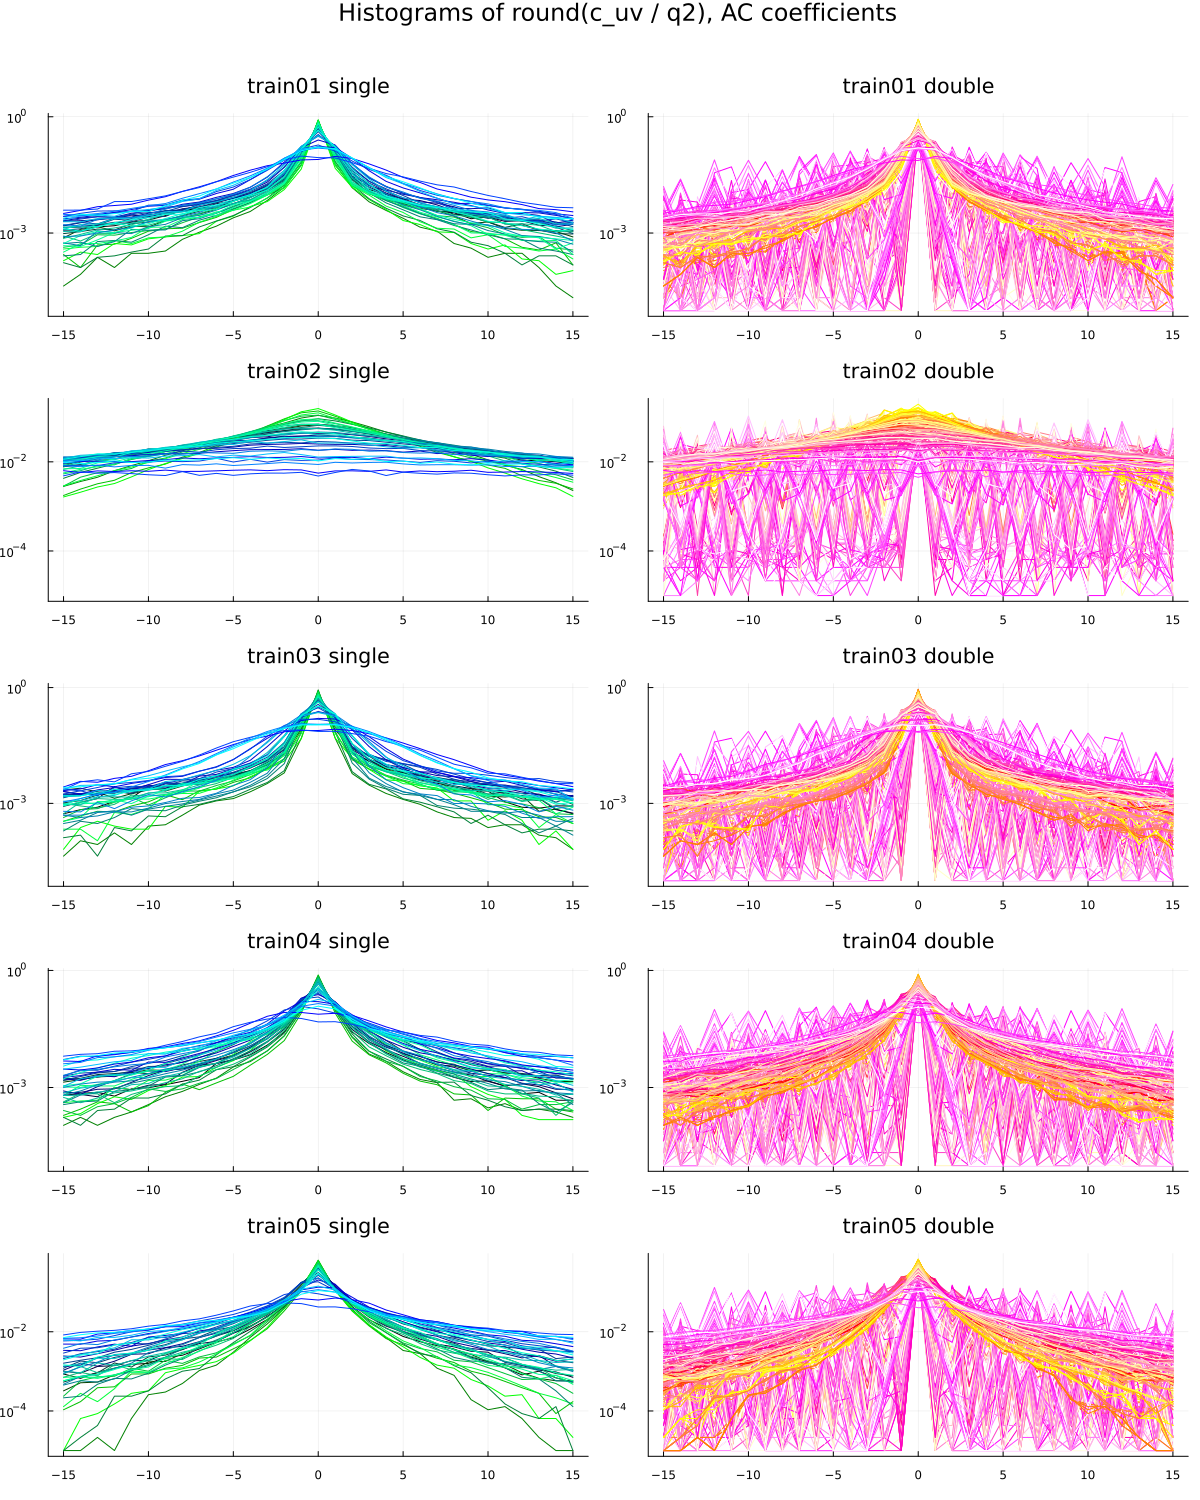 Histograms of round(c_uv / q2), AC coefficients
train01 single
train01 double
10^0
10^-3
−15 −10 −5 0 5 10 15
10^0
10^-3
−15 −10 −5 0 5 10 15
train02 single
train02 double
10^-2
10^-4
−15 −10 −5 0 5 10 15
10^-2
10^-4
−15 −10 −5 0 5 10 15
train03 single
train03 double
10^0
10^-3
−15 −10 −5 0 5 10 15
10^0
10^-3
−15 −10 −5 0 5 10 15
train04 single
train04 double
10^0
10^-3
−15 −10 −5 0 5 10 15
10^0
10^-3
−15 −10 −5 0 5 10 15
train05 single
train05 double
10^-2
10^-4
−15 −10 −5 0 5 10 15
10^-2
10^-4
−15 −10 −5 0 5 10 15